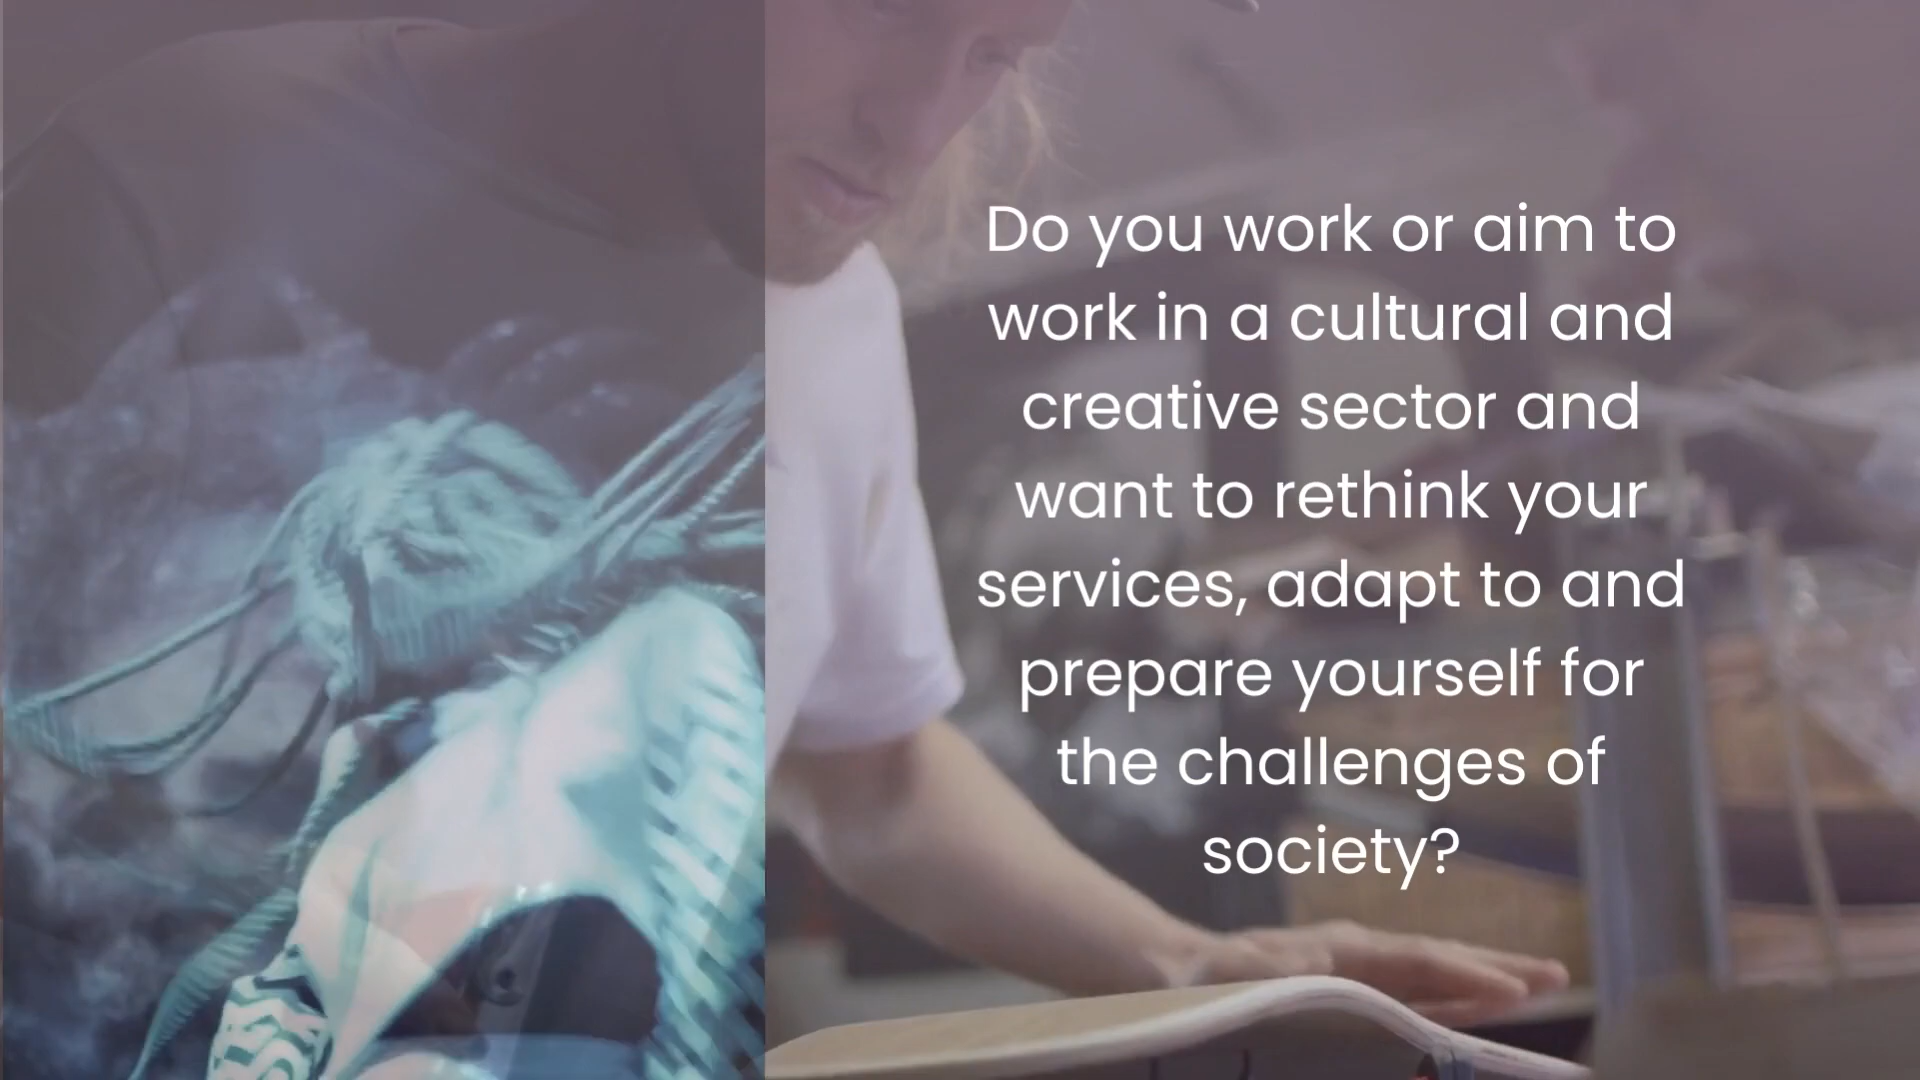 Do you work or aim to
work in a cultural and
creative sector and
want to rethink your
services, adapt to and
prepare yourself for
the challenges of
society?